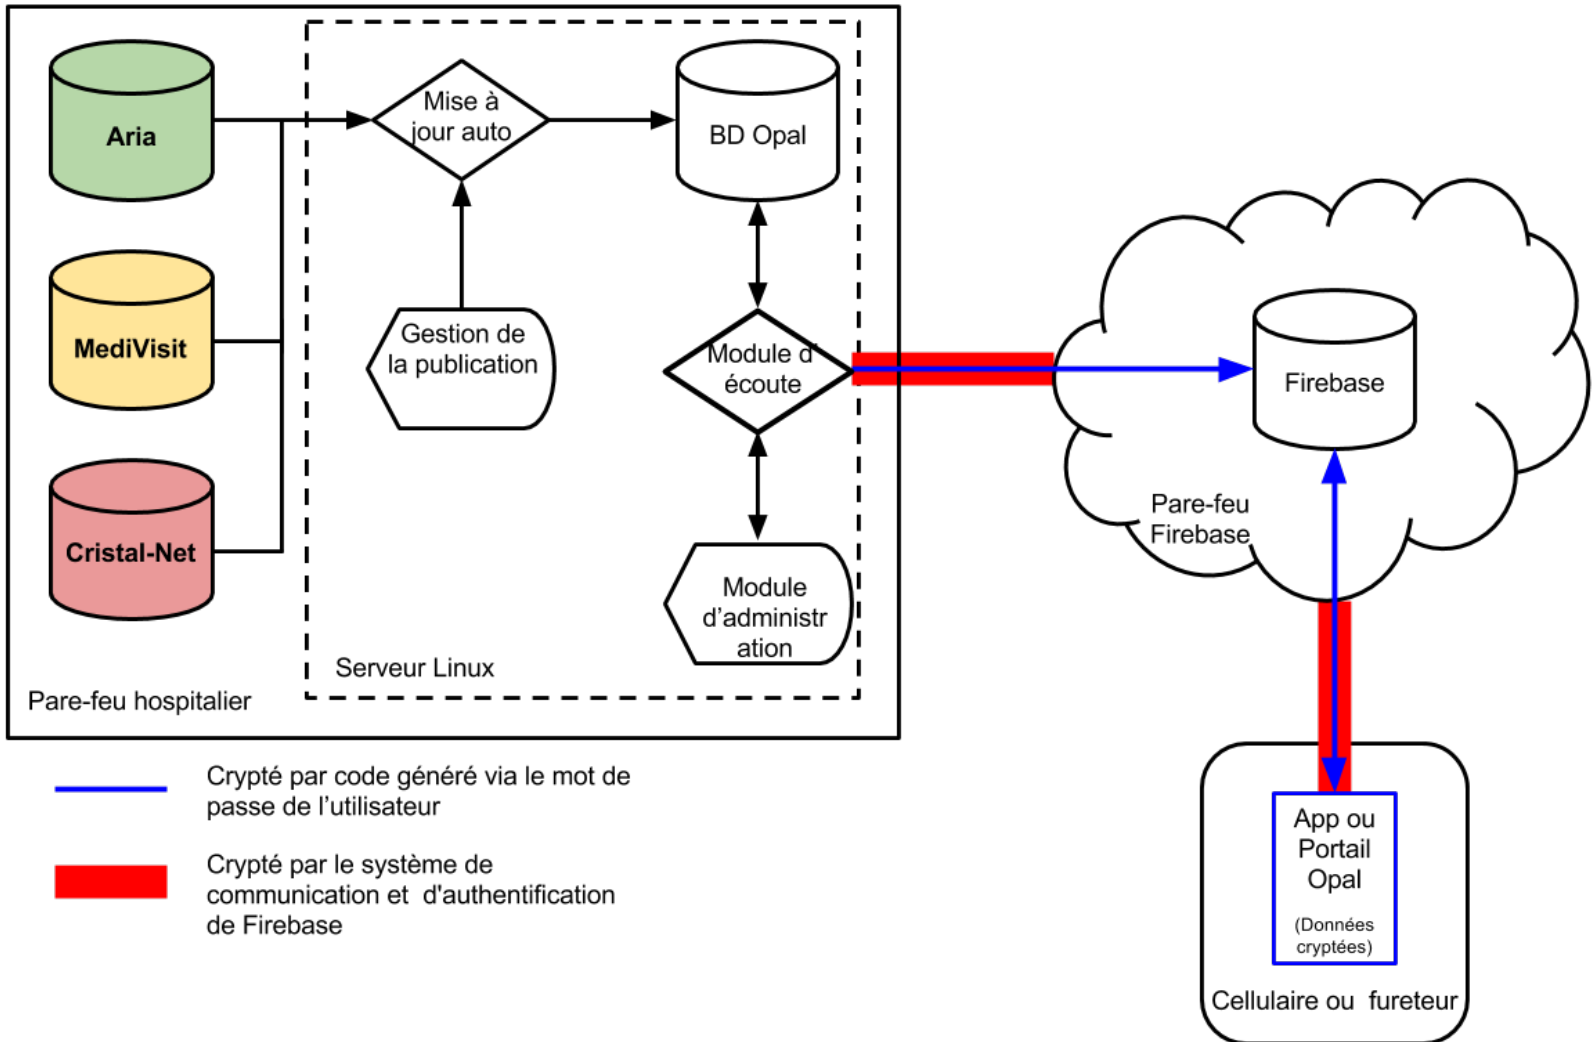 Aria
MediVisit
Cristal-Net
Mise à
jour auto
BD Opal
Gestion de
la publication
Module d'
écoute
Module
d’administr
ation
Serveur Linux
Pare-feu hospitalier
Firebase
Pare-feu
Firebase
App ou
Portail
Opal
(Données
cryptées)
Cellulaire ou fureteur
Crypté par code généré via le mot de
passe de l’utilisateur
Crypté par le système de
communication et d'authentification
de Firebase